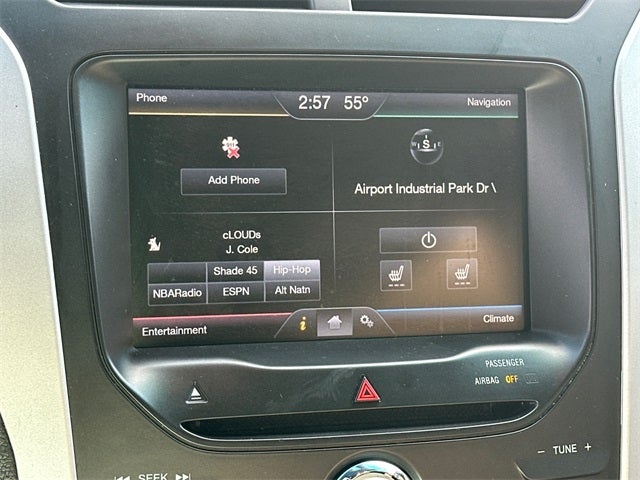 Phone
2:57 55°
Navigation
Add Phone
W S E
Airport Industrial Park Dr \
cLOUDs
J. Cole
Shade 45 Hip-Hop
NBARadio ESPN Alt Natn
Entertainment
i
Climate
PASSENGER
AIRBAG OFF
SEEK
− TUNE +